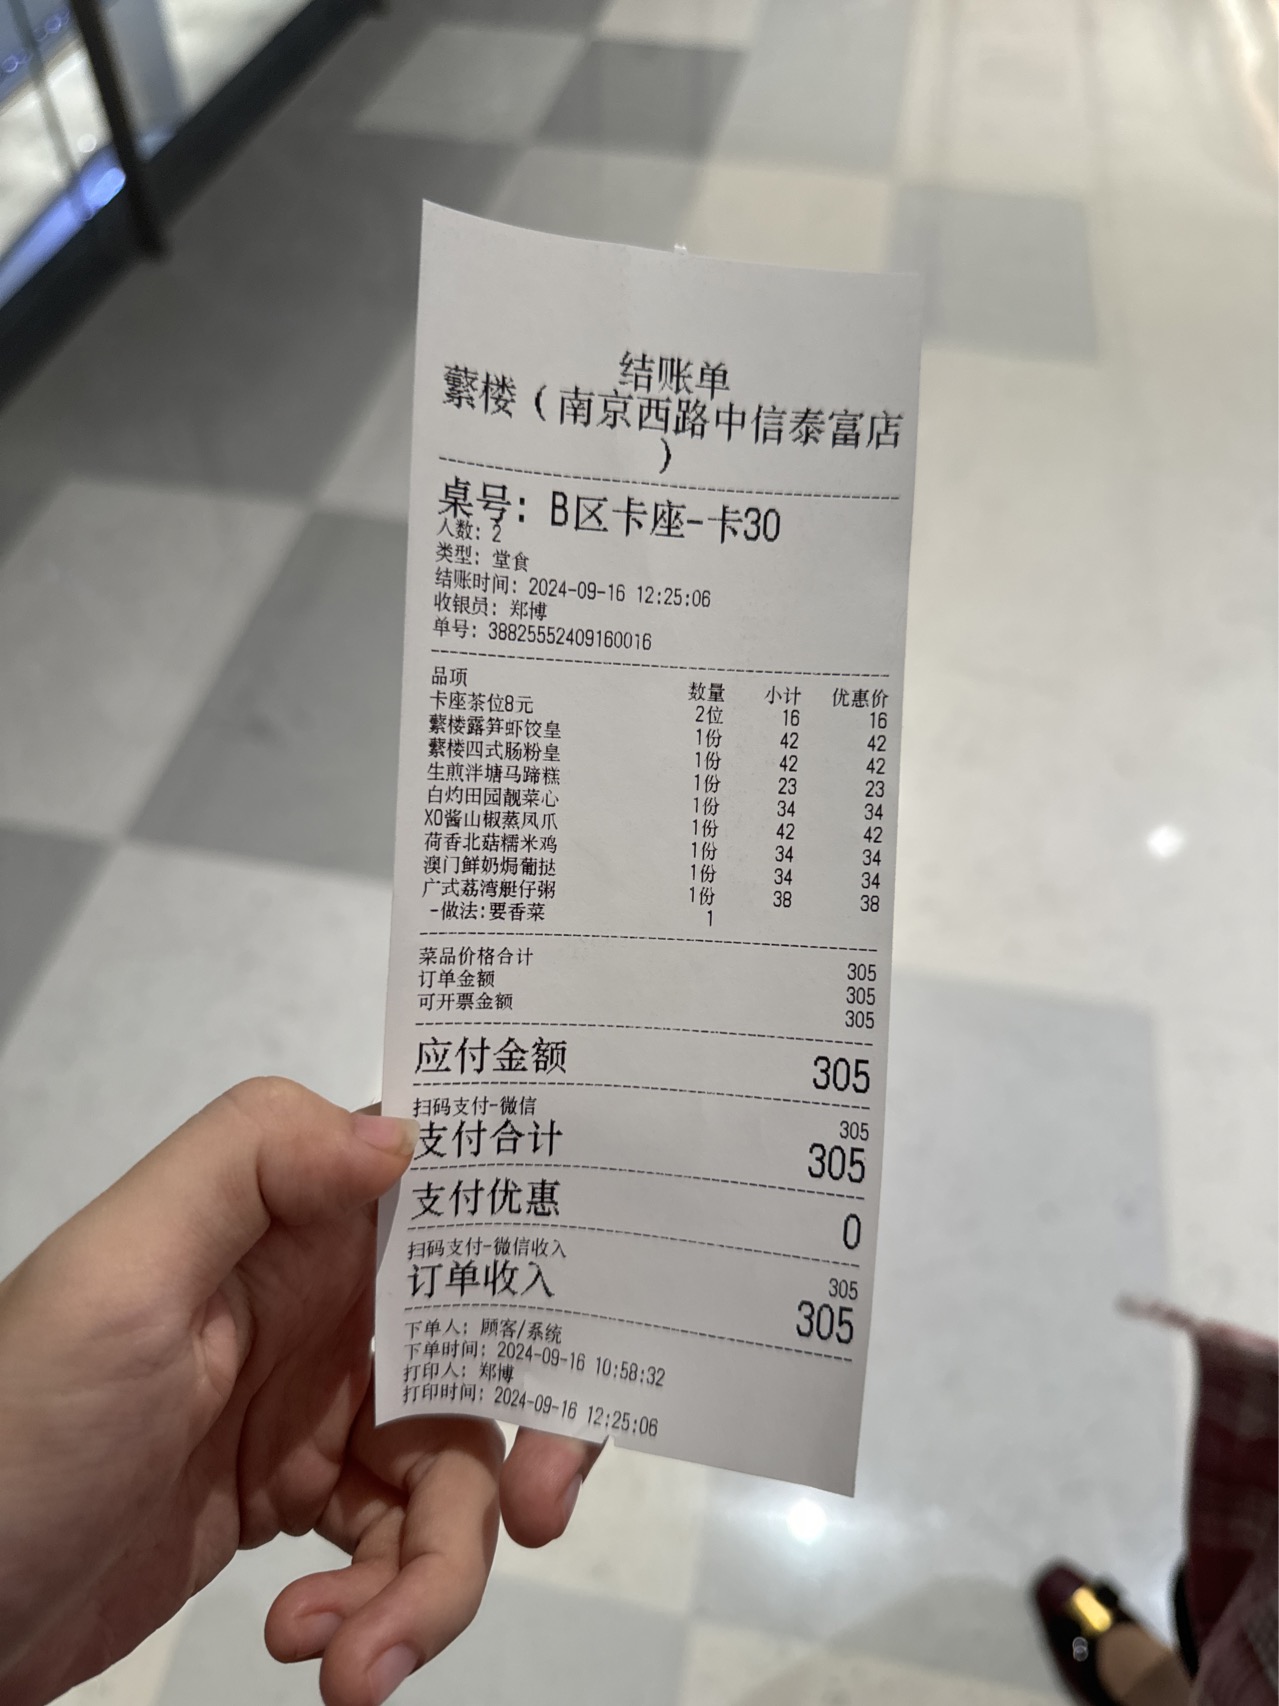 结账单
蘩楼（南京西路中信泰富店
）
桌号: B区卡座-卡30
人数: 2
类型: 堂食
结账时间: 2024-09-16 12:25:06
收银员: 郑博
单号: 38825552409160016
品项 数量 小计 优惠价
卡座茶位8元 2位 16 16
蘩楼露笋虾饺皇 1份 42 42
蘩楼四式肠粉皇 1份 42 42
生煎泮塘马蹄糕 1份 23 23
白灼田园靓菜心 1份 34 34
XO酱山椒蒸凤爪 1份 42 42
荷香北菇糯米鸡 1份 34 34
澳门鲜奶焗葡挞 1份 34 34
广式荔湾艇仔粥 1份 38 38
-做法:要香菜 1
菜品价格合计 305
订单金额 305
可开票金额 305
应付金额 305
扫码支付-微信 305
支付合计 305
支付优惠 0
扫码支付-微信收入 305
订单收入 305
下单人: 顾客/系统
下单时间: 2024-09-16 10:58:32
打印人: 郑博
打印时间: 2024-09-16 12:25:06